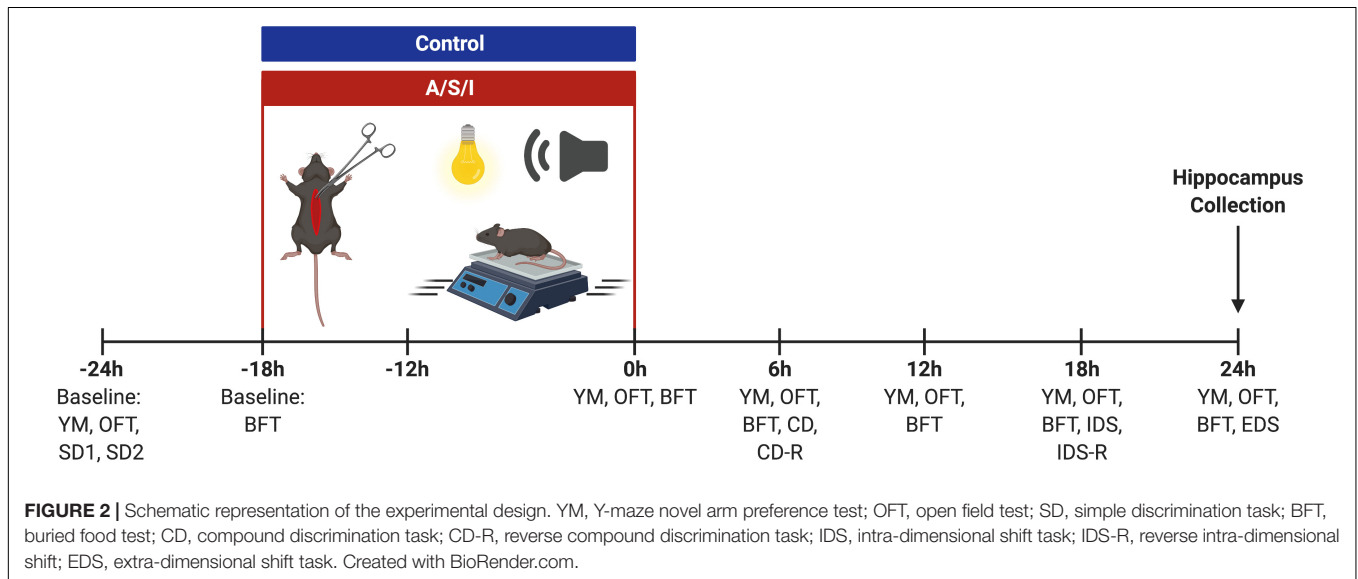 Control
A/S/I
Hippocampus
Collection
-24h
Baseline:
YM, OFT,
SD1, SD2
-18h
Baseline:
BFT
-12h
0h
YM, OFT, BFT
6h
YM, OFT,
BFT, CD,
CD-R
12h
YM, OFT,
BFT
18h
YM, OFT,
BFT, IDS,
IDS-R
24h
YM, OFT,
BFT, EDS
FIGURE 2 | Schematic representation of the experimental design. YM, Y-maze novel arm preference test; OFT, open field test; SD, simple discrimination task; BFT,
buried food test; CD, compound discrimination task; CD-R, reverse compound discrimination task; IDS, intra-dimensional shift task; IDS-R, reverse intra-dimensional
shift; EDS, extra-dimensional shift task. Created with BioRender.com.